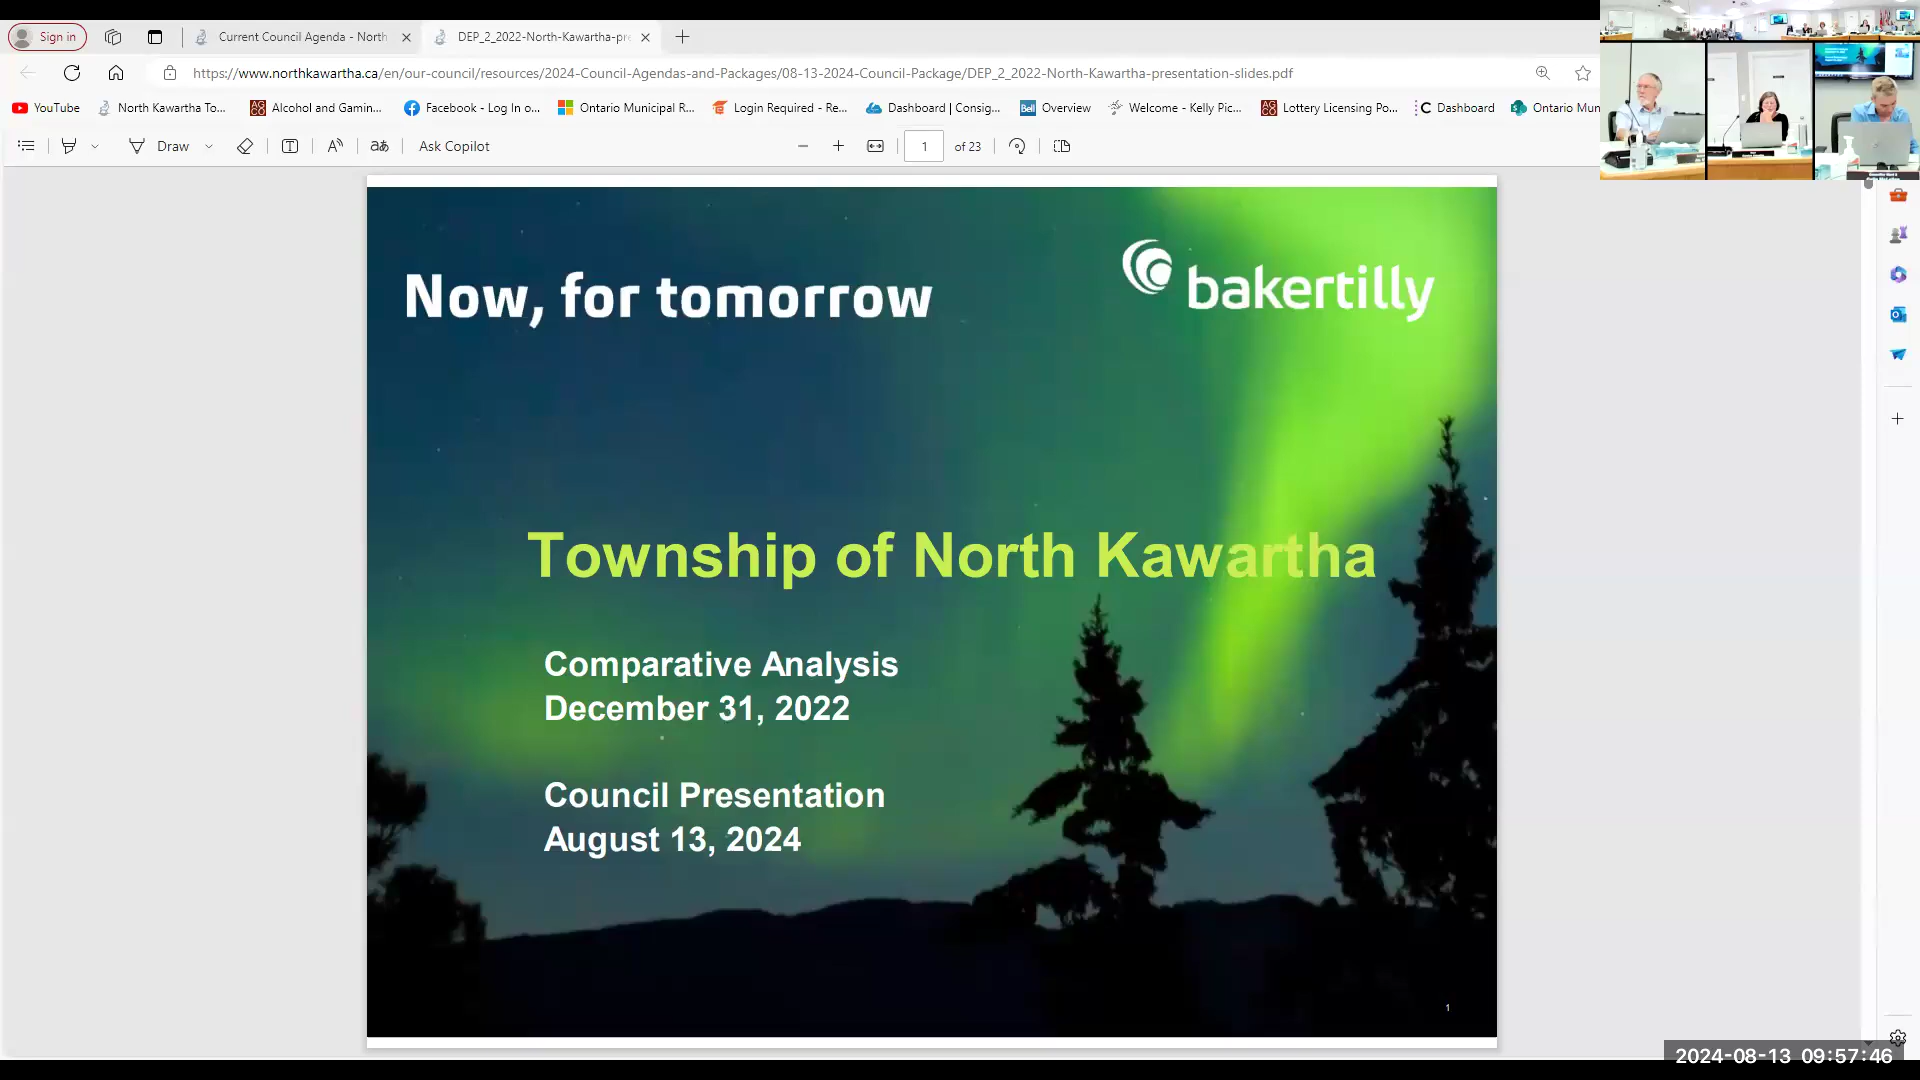 Sign in
Current Council Agenda - North
DEP_2_2022-North-Kawartha-pre
https://www.northkawartha.ca/en/our-council/resources/2024-Council-Agendas-and-Packages/08-13-2024-Council-Package/DEP_2_2022-North-Kawartha-presentation-slides.pdf
YouTube
North Kawartha To...
Alcohol and Gamin...
Facebook - Log In o...
Ontario Municipal R...
Login Required - Re...
Dashboard | Consig...
Bell
Overview
Welcome - Kelly Pic...
Lottery Licensing Po...
Dashboard
Ontario Mun
Draw
Ask Copilot
1
of 23
Now, for tomorrow
bakertilly
Township of North Kawartha
Comparative Analysis
December 31, 2022
Council Presentation
August 13, 2024
1
2024-08-13 09:57:46